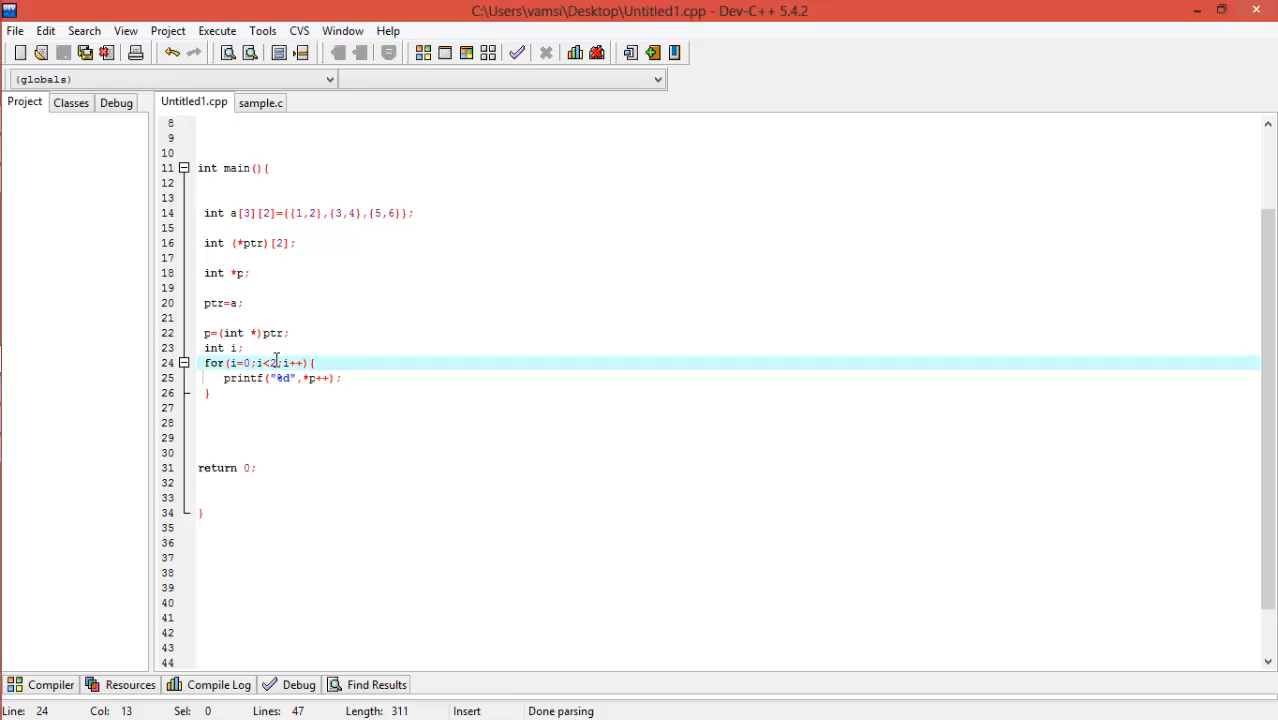 C:\Users\vamsi\Desktop\Untitled1.cpp - Dev-C++ 5.4.2
File Edit Search View Project Execute Tools CVS Window Help
(globals)
Project Classes Debug Untitled1.cpp sample.c
8
9
10
11 int main(){
12
13
14 int a[3][2]={{1,2},{3,4},{5,6}};
15
16 int (*ptr)[2];
17
18 int *p;
19
20 ptr=a;
21
22 p=(int *)ptr;
23 int i;
24 for(i=0;i<2;i++){
25 printf("%d",*p++);
26 }
27
28
29
30
31 return 0;
32
33
34 }
35
36
37
38
39
40
41
42
43
44
Compiler Resources Compile Log Debug Find Results
Line: 24 Col: 13 Sel: 0 Lines: 47 Length: 311 Insert Done parsing